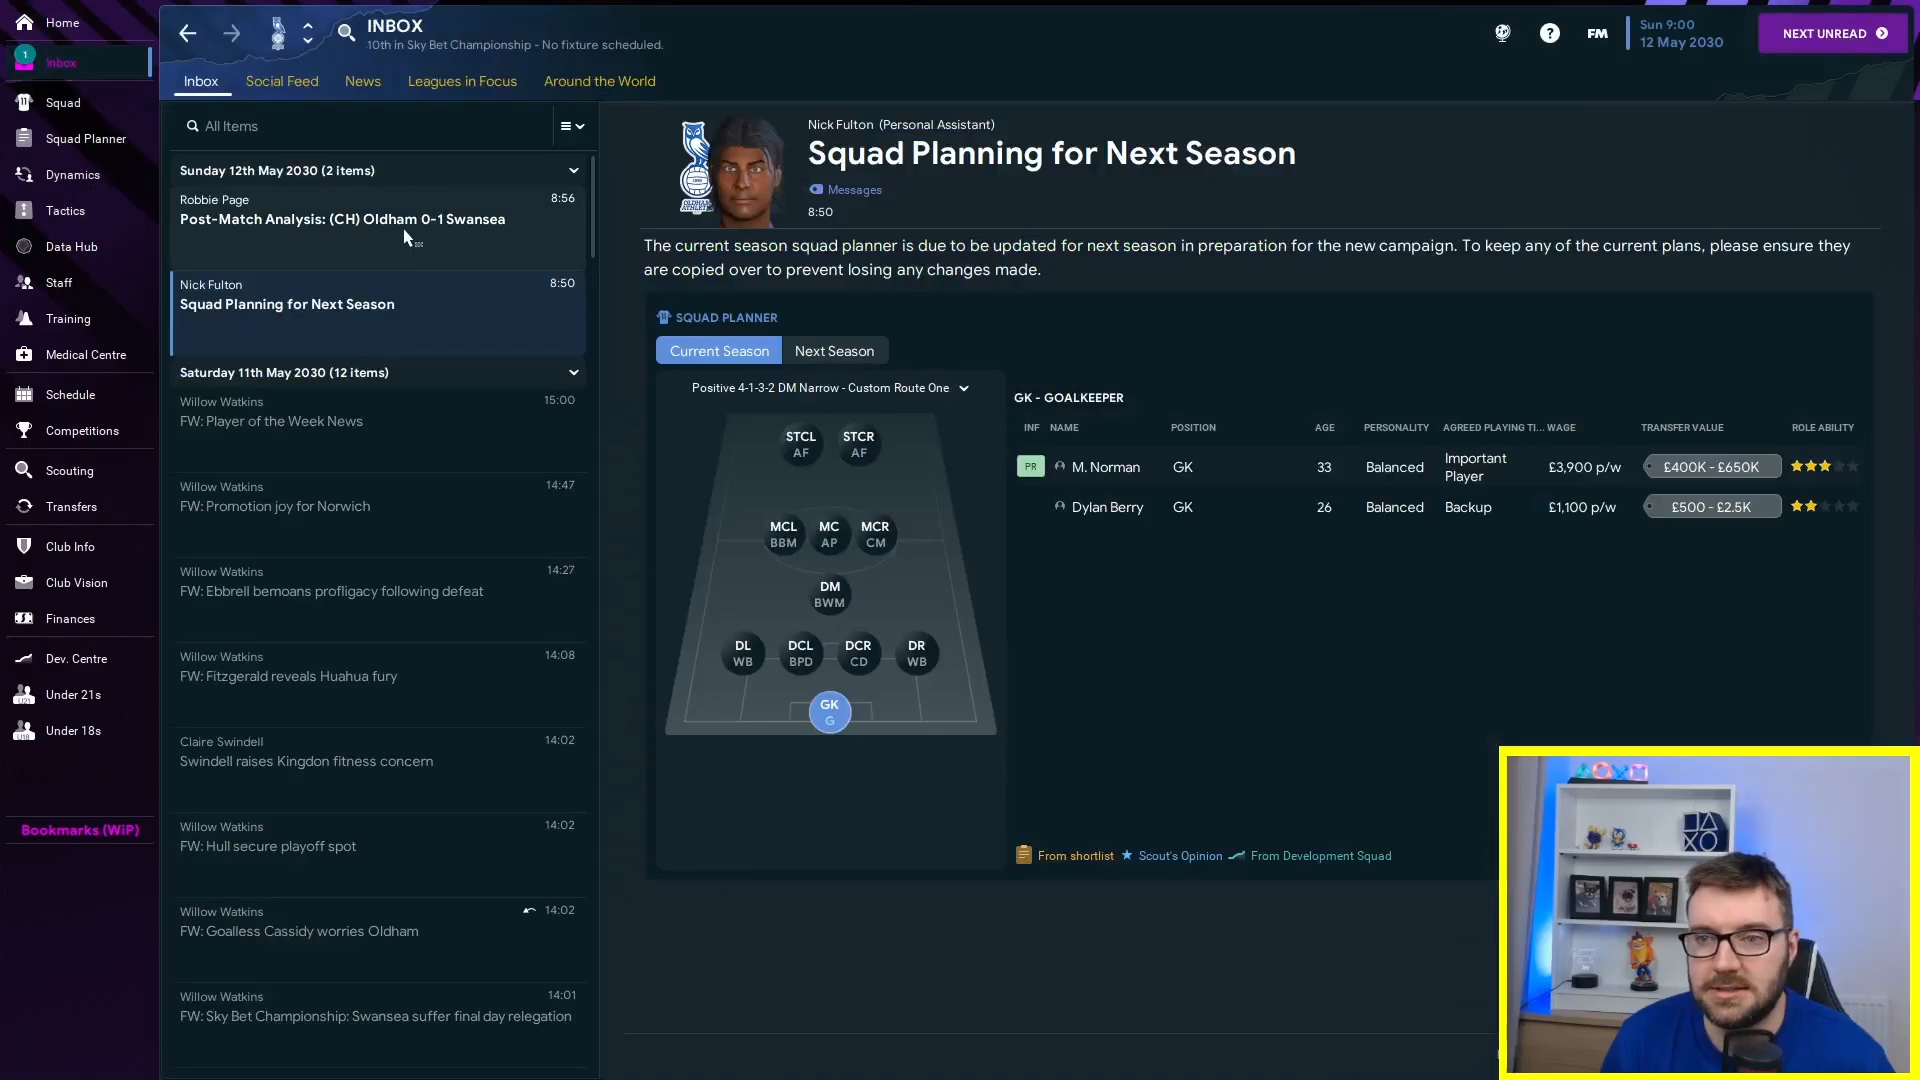 Home
1
Inbox
Squad
Squad Planner
Dynamics
Tactics
Data Hub
Staff
Training
Medical Centre
Schedule
Competitions
Scouting
Transfers
Club Info
Club Vision
Finances
Dev. Centre
Under 21s
Under 18s
Bookmarks (WiP)
INBOX
10th in Sky Bet Championship - No fixture scheduled.
FM
Sun 9:00
12 May 2030
NEXT UNREAD
Inbox Social Feed News Leagues in Focus Around the World
All Items
Sunday 12th May 2030 (2 items)
Robbie Page 8:56
Post-Match Analysis: (CH) Oldham 0-1 Swansea
Nick Fulton 8:50
Squad Planning for Next Season
Saturday 11th May 2030 (12 items)
Willow Watkins 15:00
FW: Player of the Week News
Willow Watkins 14:47
FW: Promotion joy for Norwich
Willow Watkins 14:27
FW: Ebbrell bemoans profligacy following defeat
Willow Watkins 14:08
FW: Fitzgerald reveals Huahua fury
Claire Swindell 14:02
Swindell raises Kingdon fitness concern
Willow Watkins 14:02
FW: Hull secure playoff spot
Willow Watkins 14:02
FW: Goalless Cassidy worries Oldham
Willow Watkins 14:01
FW: Sky Bet Championship: Swansea suffer final day relegation
Nick Fulton (Personal Assistant)
Squad Planning for Next Season
Messages
8:50
The current season squad planner is due to be updated for next season in preparation for the new campaign. To keep any of the current plans, please ensure they
are copied over to prevent losing any changes made.
SQUAD PLANNER
Current Season Next Season
Positive 4-1-3-2 DM Narrow - Custom Route One
STCL STCR
AF AF
MCL MC MCR
BBM AP CM
DM
BWM
DL DCL DCR DR
WB BPD CD WB
GK
G
GK - GOALKEEPER
INF NAME POSITION AGE PERSONALITY AGREED PLAYING TI... WAGE TRANSFER VALUE ROLE ABILITY
PR M. Norman GK 33 Balanced Important Player £3,900 p/w £400K - £650K
Dylan Berry GK 26 Balanced Backup £1,100 p/w £500 - £2.5K
From shortlist Scout's Opinion From Development Squad